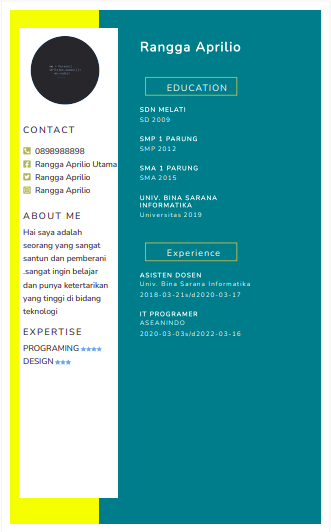 Rangga Aprilio
CONTACT
0898988898
Rangga Aprilio Utama
Rangga Aprilio
Rangga Aprilio
ABOUT ME
Hai saya adalah
seorang yang sangat
santun dan pemberani
.sangat ingin belajar
dan punya ketertarikan
yang tinggi di bidang
teknologi
EXPERTISE
PROGRAMING
DESIGN
EDUCATION
SDN MELATI
SD 2009
SMP 1 PARUNG
SMP 2012
SMA 1 PARUNG
SMA 2015
UNIV. BINA SARANA
INFORMATIKA
Universitas 2019
Experience
ASISTEN DOSEN
Univ. Bina Sarana Informatika
2018-03-21s/d2020-03-17
IT PROGRAMER
ASEANINDO
2020-03-03s/d2022-03-16